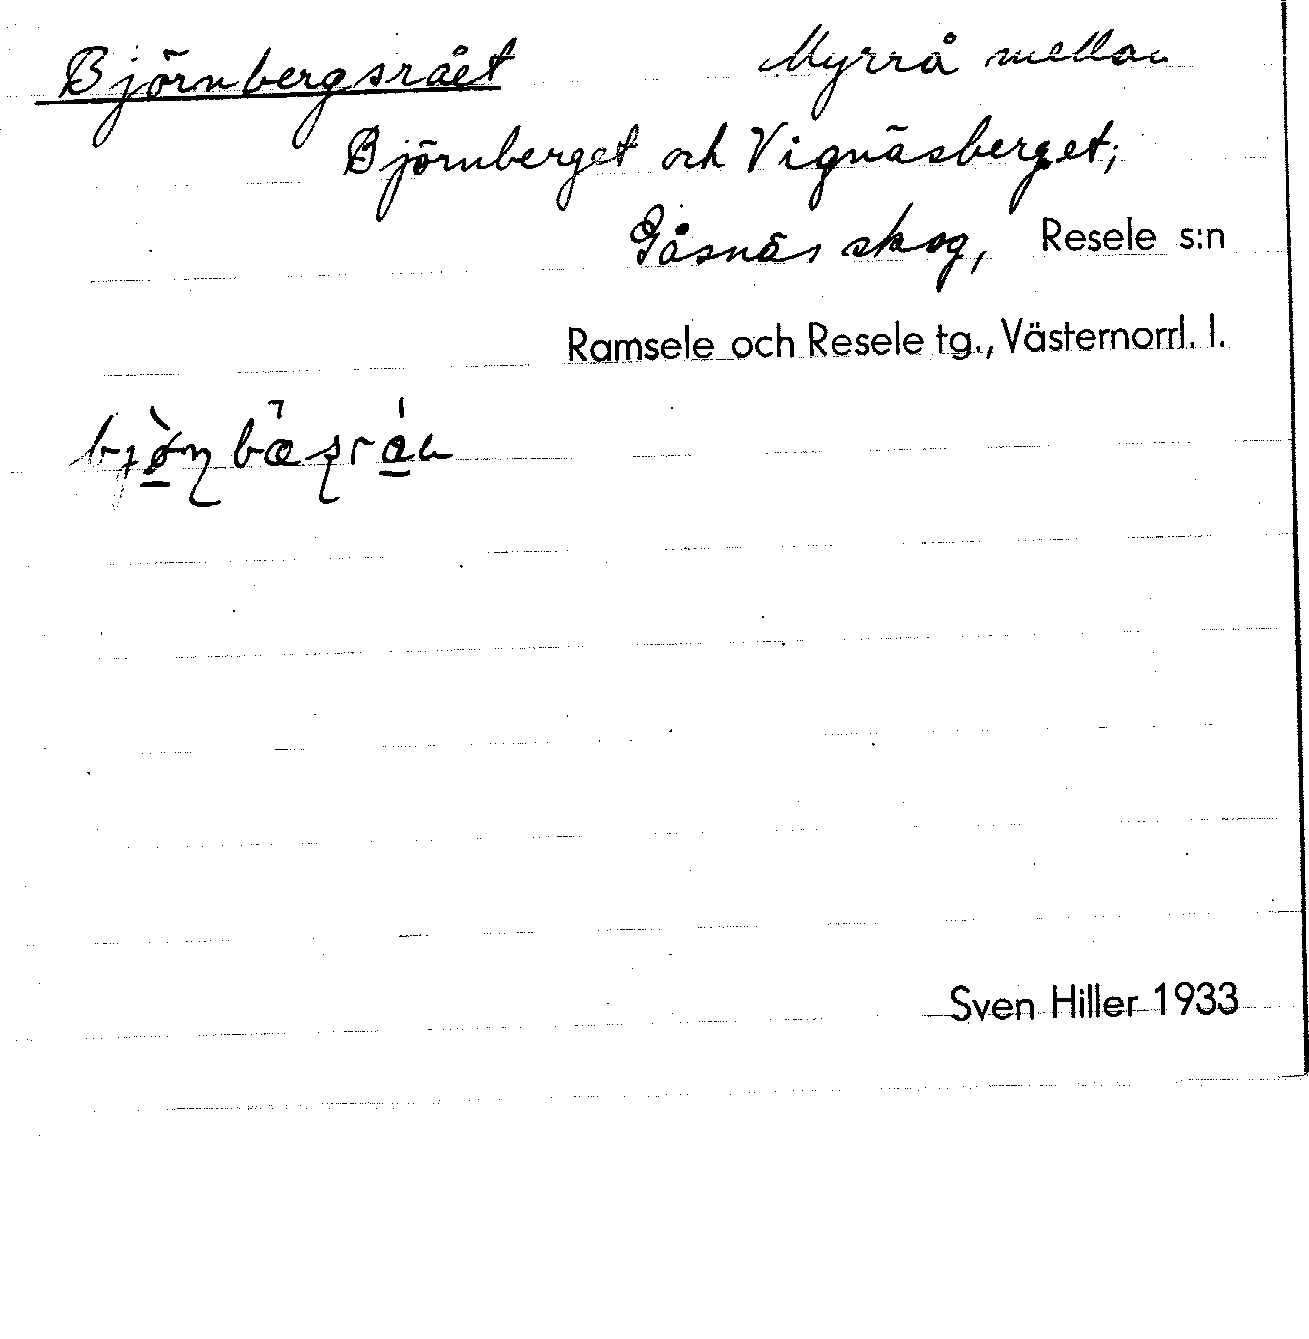 Björnbergsrået Myrrå mellan
Björnberget och Vignäsberget;
Gåsnäs skog, Resele s:n
Ramsele och Resele tg., Västernorrl. l.
Sven Hiller 1933